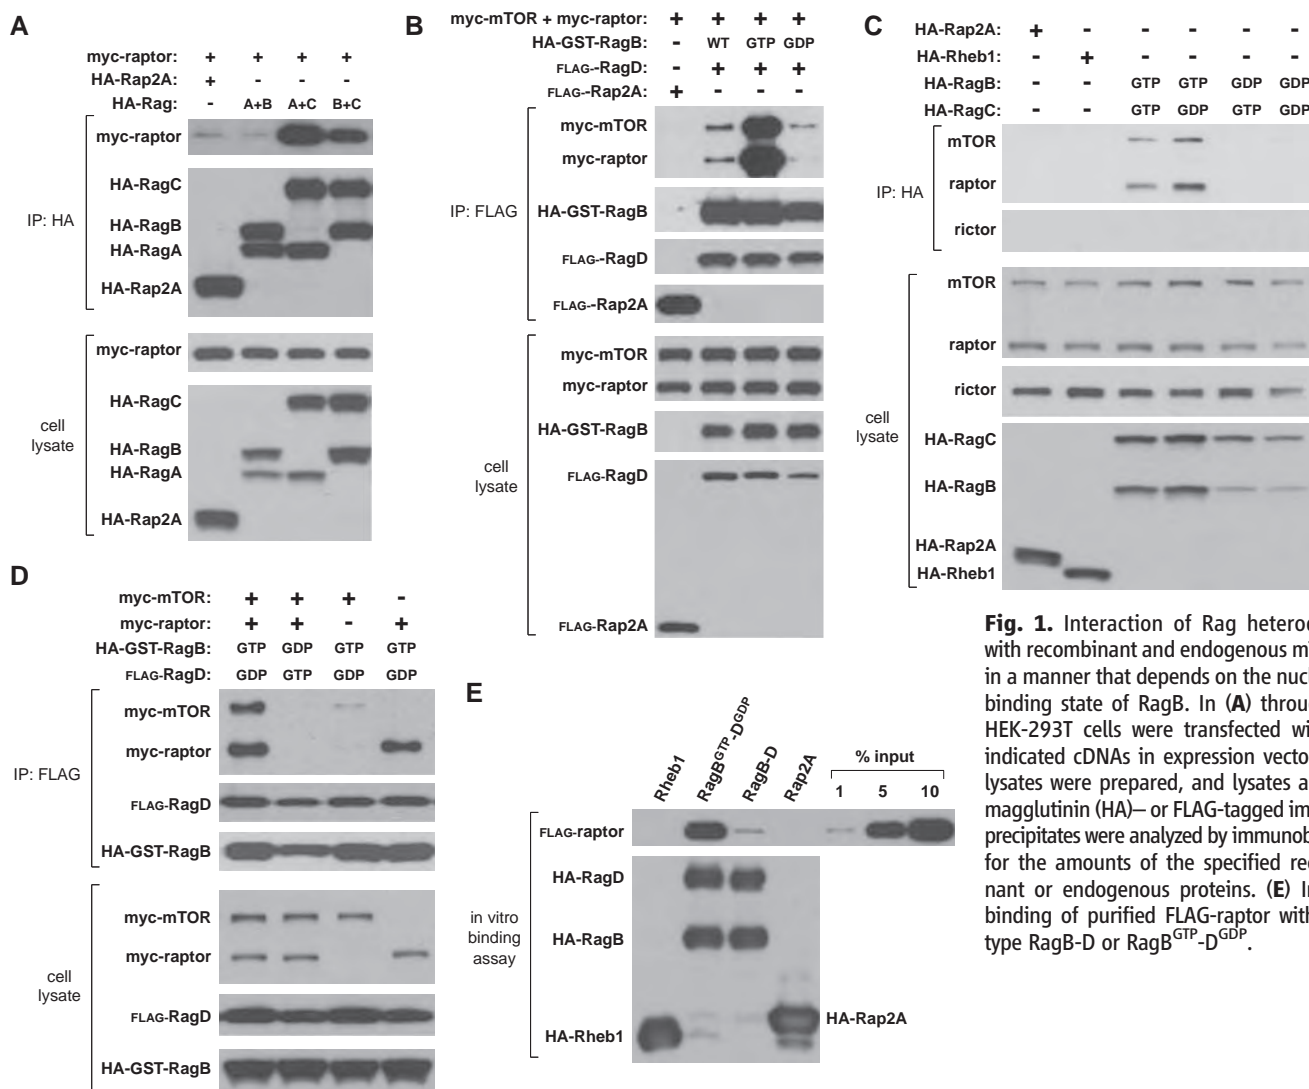 A
myc-raptor: + + + +
HA-Rap2A: + - - -
HA-Rag: - A+B A+C B+C
myc-raptor
IP: HA
HA-RagC
HA-RagB
HA-RagA
HA-Rap2A
cell lysate
myc-raptor
HA-RagC
HA-RagB
HA-RagA
HA-Rap2A
B
myc-mTOR + myc-raptor: + + + +
HA-GST-RagB: - WT GTP GDP
FLAG--RagD: - + + +
FLAG--Rap2A: + - - -
IP: FLAG
myc-mTOR
myc-raptor
HA-GST-RagB
FLAG--RagD
FLAG--Rap2A
cell lysate
myc-mTOR
myc-raptor
HA-GST-RagB
FLAG-RagD
FLAG-Rap2A
C
HA-Rap2A: + - - - - -
HA-Rheb1: - + - - - -
HA-RagB: - - GTP GTP GDP GDP
HA-RagC: - - GTP GDP GTP GDP
IP: HA
mTOR
raptor
rictor
cell lysate
mTOR
raptor
rictor
HA-RagC
HA-RagB
HA-Rap2A
HA-Rheb1
D
myc-mTOR: + + + -
myc-raptor: + + - +
HA-GST-RagB: GTP GDP GTP GTP
FLAG-RagD: GDP GTP GDP GDP
IP: FLAG
myc-mTOR
myc-raptor
FLAG-RagD
HA-GST-RagB
cell lysate
myc-mTOR
myc-raptor
FLAG-RagD
HA-GST-RagB
E
Rheb1
RagBGTP-DGDP
RagB-D
Rap2A
% input
1 5 10
in vitro binding assay
FLAG-raptor
HA-RagD
HA-RagB
HA-Rap2A
HA-Rheb1
Fig. 1. Interaction of Rag heteroc
with recombinant and endogenous
in a manner that depends on the nucl
binding state of RagB. In (A) throu
HEK-293T cells were transfected wi
indicated cDNAs in expression vector
lysates were prepared, and lysates a
magglutinin (HA)– or FLAG-tagged im
precipitates were analyzed by immunob
for the amounts of the specified rec
nant or endogenous proteins. (E) In
binding of purified FLAG-raptor with
type RagB-D or RagBGTP-DGDP.